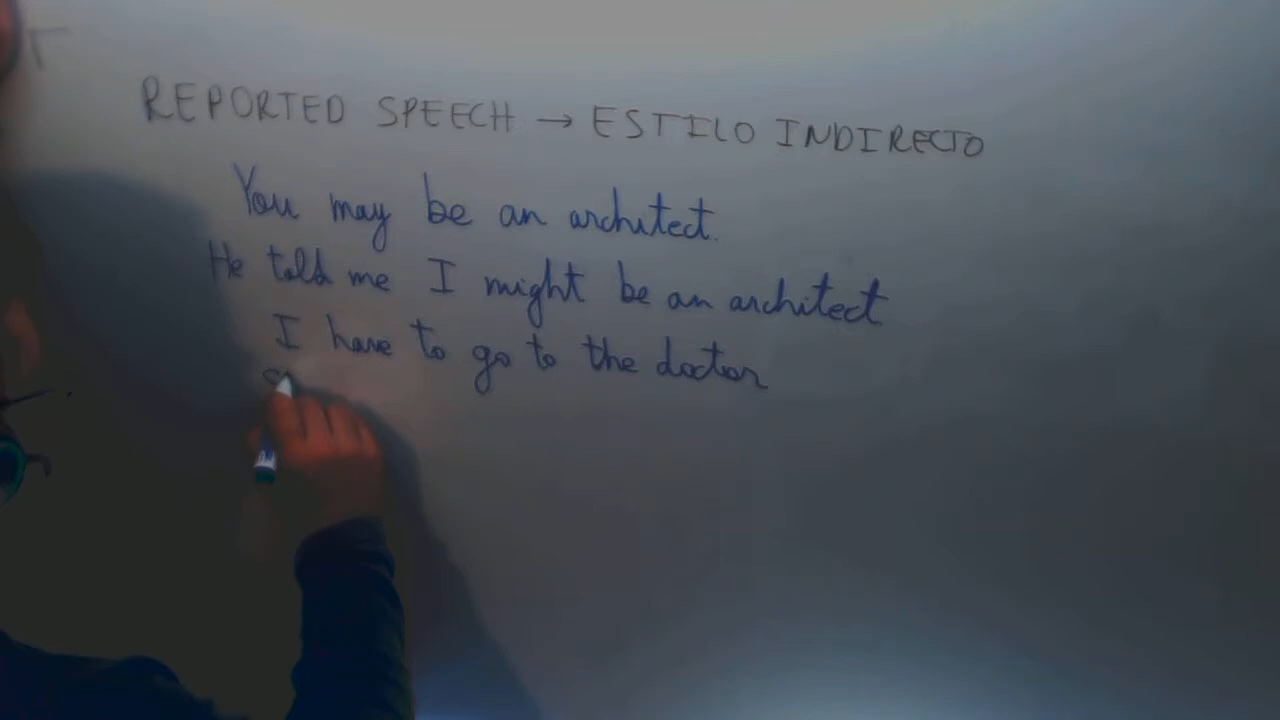 REPORTED SPEECH → ESTILO INDIRECTO
You may be an architect.
He told me I might be an architect
I have to go to the doctor